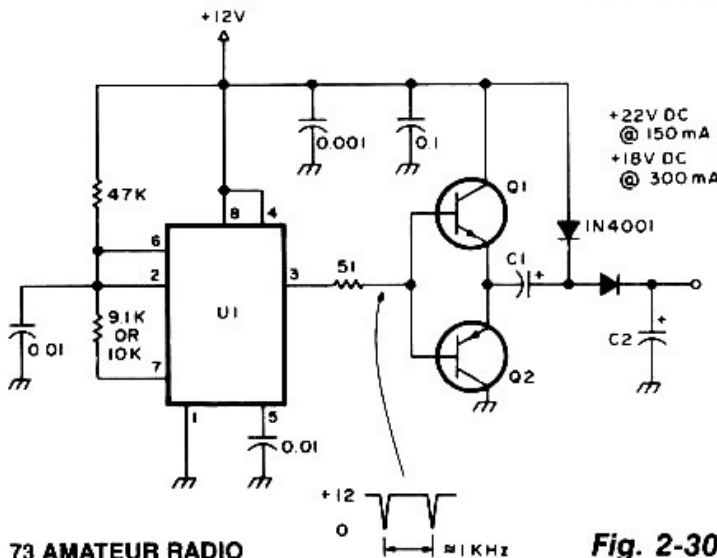 +12V
0.001
0.1
+22V DC
@ 150 mA
+18V DC
@ 300 mA
47K
Q1
1N4001
8
4
6
C1
+
2
3
51
U1
+
9.1K
OR
10K
0.01
7
C2
Q2
1
5
0.01
+12
0
≈1KHz
73 AMATEUR RADIO
Fig. 2-30